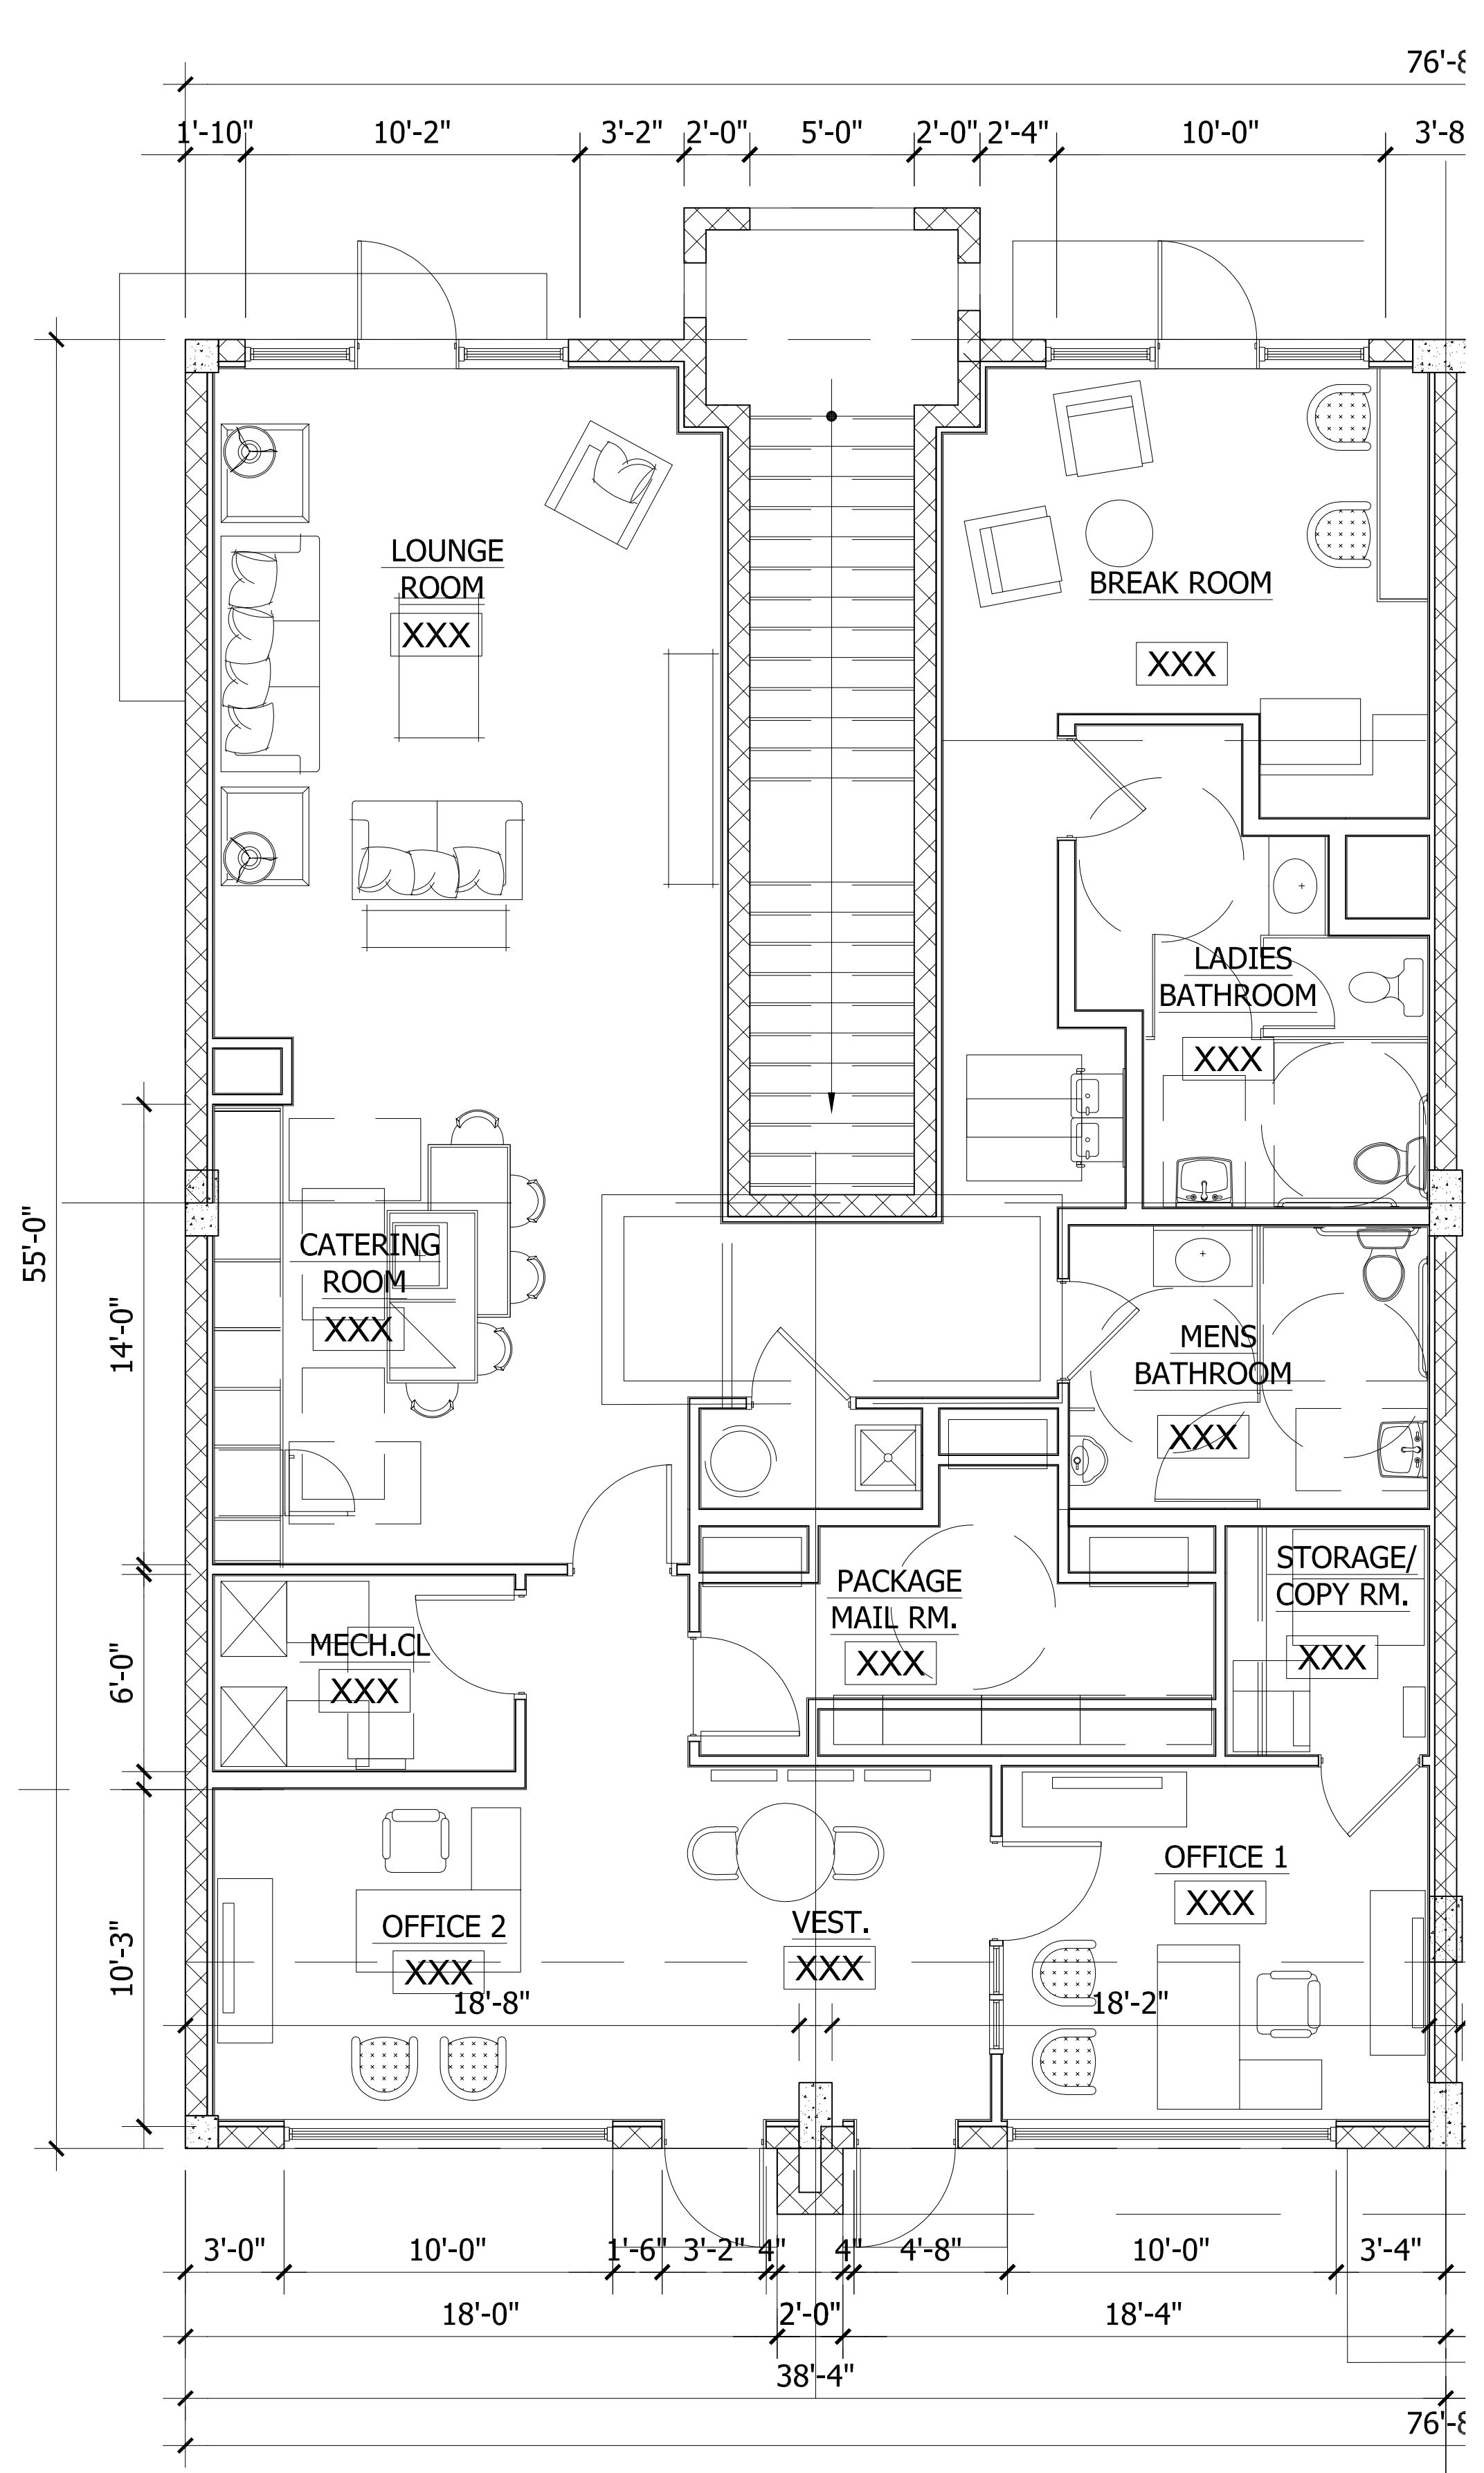 76'-8
1'-10" 10'-2" 3'-2" 2'-0" 5'-0" 2'-0" 2'-4" 10'-0" 3'-8
LOUNGE
ROOM
XXX
BREAK ROOM
XXX
LADIES
BATHROOM
XXX
55'-0"
CATERING
ROOM
XXX
14'-0"
MENS
BATHROOM
XXX
STORAGE/
COPY RM.
XXX
PACKAGE
MAIL RM.
XXX
MECH.CL
XXX
6'-0"
OFFICE 1
XXX
OFFICE 2
XXX
VEST.
XXX
10'-3"
18'-8" 18'-2"
3'-0" 10'-0" 1'-6" 3'-2" 4" 4" 4'-8" 10'-0" 3'-4"
18'-0" 2'-0" 18'-4"
38'-4"
76'-8